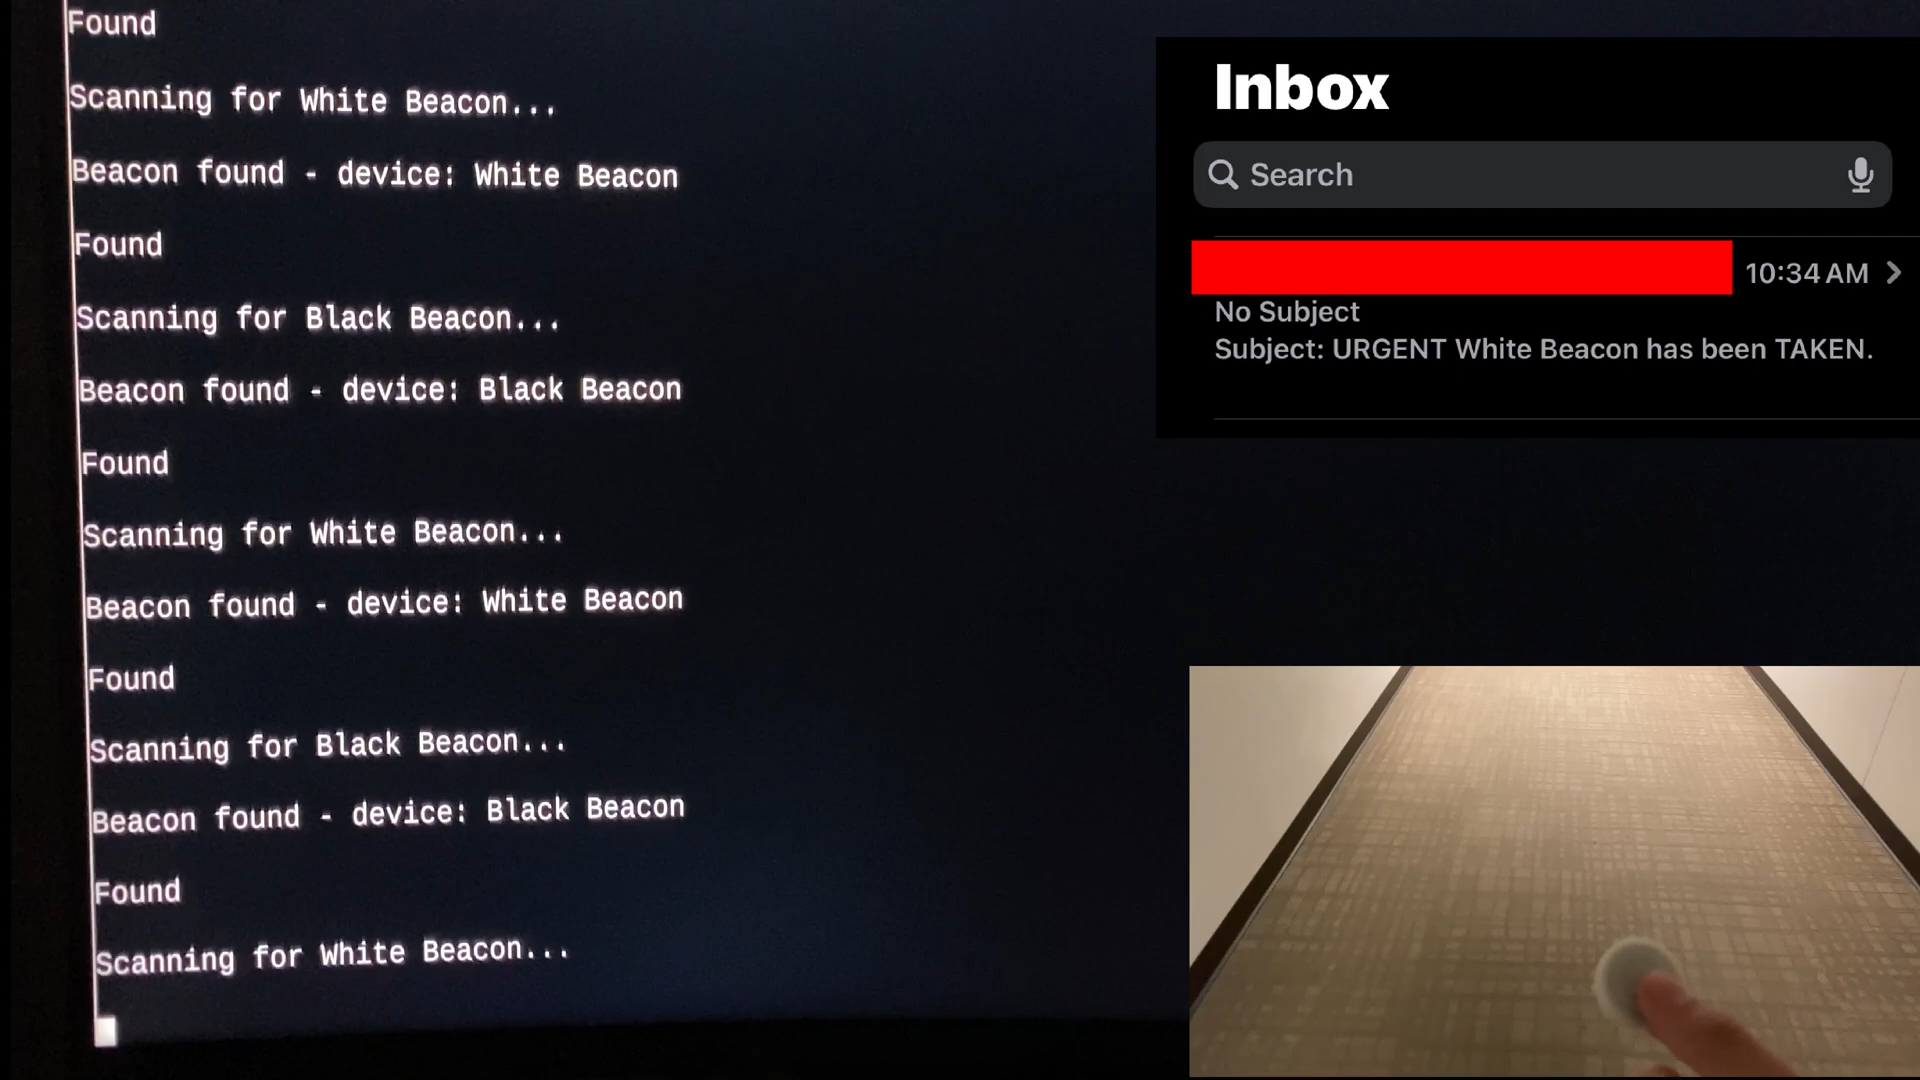 Found
Scanning for White Beacon...
Beacon found - device: White Beacon
Found
Scanning for Black Beacon...
Beacon found - device: Black Beacon
Found
Scanning for White Beacon...
Beacon found - device: White Beacon
Found
Scanning for Black Beacon...
Beacon found - device: Black Beacon
Found
Scanning for White Beacon...
Inbox
Search
10:34 AM
No Subject
Subject: URGENT White Beacon has been TAKEN.